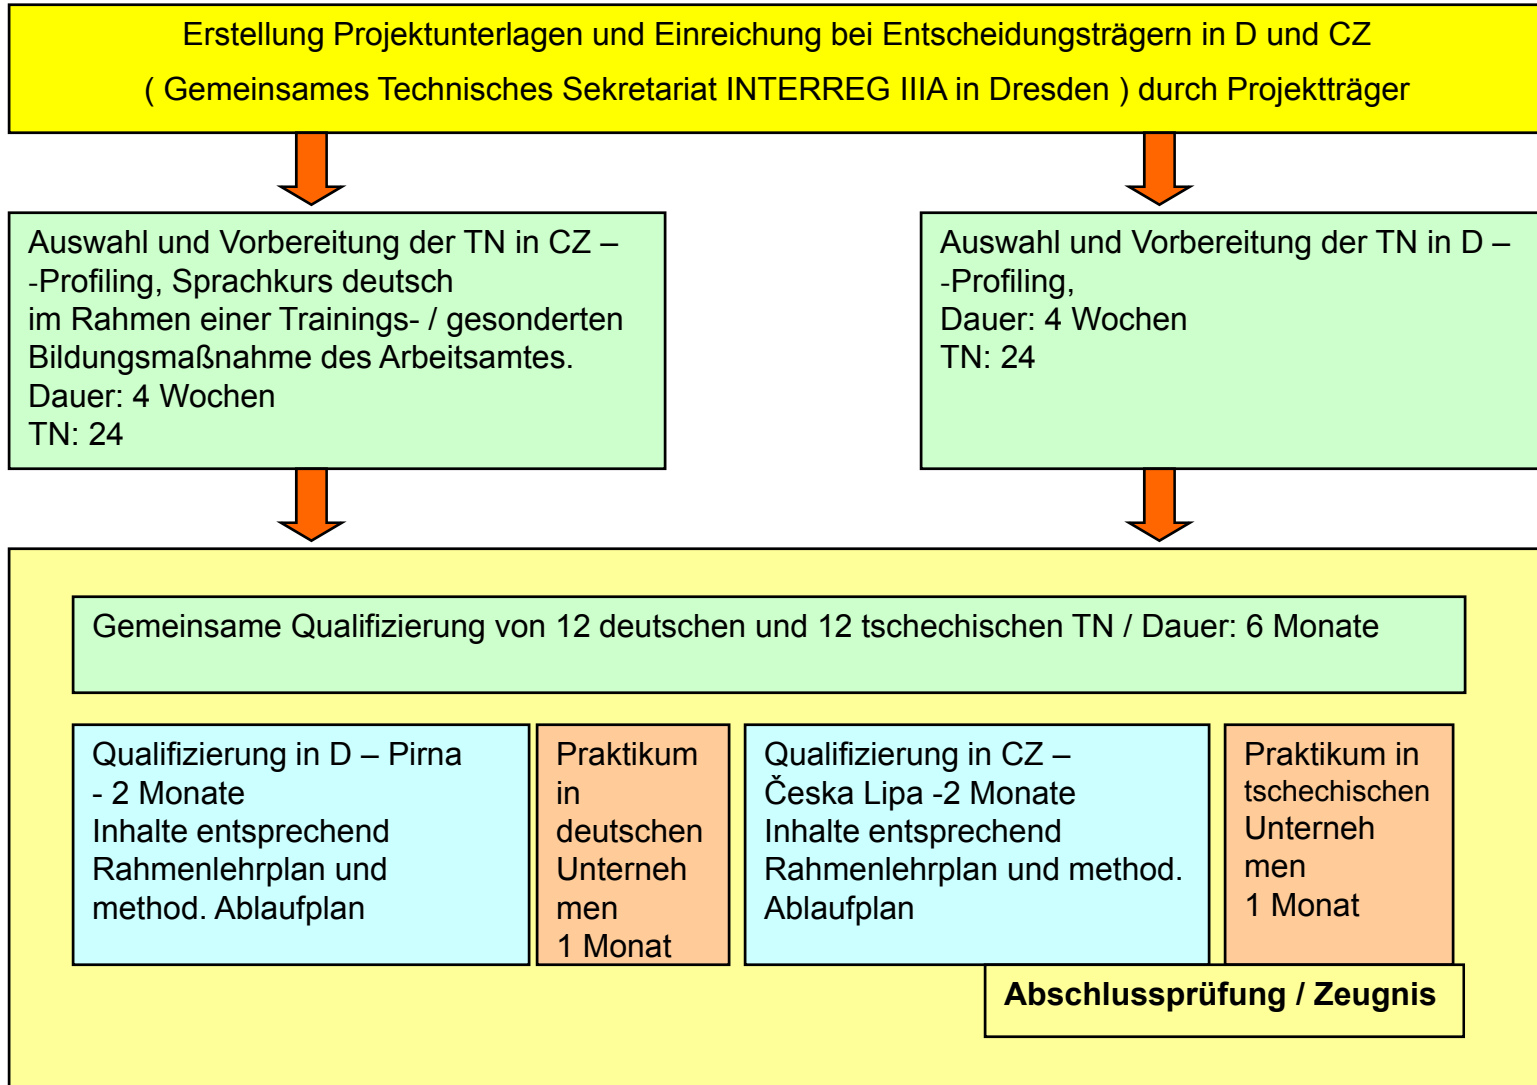 Erstellung Projektunterlagen und Einreichung bei Entscheidungsträgern in D und CZ
( Gemeinsames Technisches Sekretariat INTERREG IIIA in Dresden ) durch Projektträger
Auswahl und Vorbereitung der TN in CZ –
-Profiling, Sprachkurs deutsch
im Rahmen einer Trainings- / gesonderten
Bildungsmaßnahme des Arbeitsamtes.
Dauer: 4 Wochen
TN: 24
Auswahl und Vorbereitung der TN in D –
-Profiling,
Dauer: 4 Wochen
TN: 24
Gemeinsame Qualifizierung von 12 deutschen und 12 tschechischen TN / Dauer: 6 Monate
Qualifizierung in D – Pirna
- 2 Monate
Inhalte entsprechend
Rahmenlehrplan und
method. Ablaufplan
Praktikum
in
deutschen
Unterneh
men
1 Monat
Qualifizierung in CZ –
Česka Lipa -2 Monate
Inhalte entsprechend
Rahmenlehrplan und method.
Ablaufplan
Praktikum in
tschechischen
Unterneh
men
1 Monat
Abschlussprüfung / Zeugnis